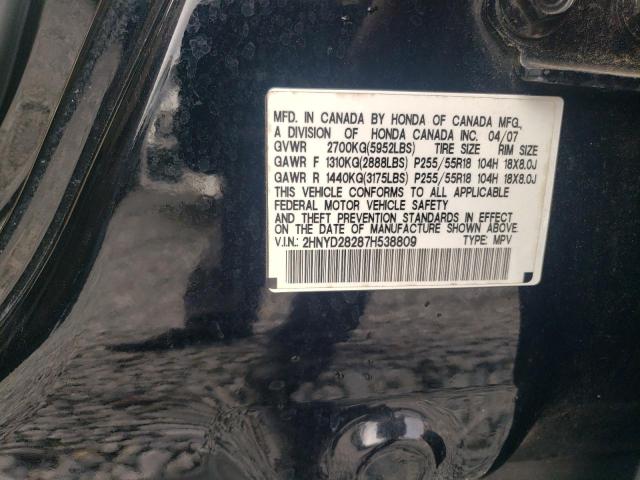 MFD. IN CANADA BY HONDA OF CANADA MFG.,
A DIVISION OF HONDA CANADA INC. 04/07
GVWR 2700KG(5952LBS) TIRE SIZE RIM SIZE
GAWR F 1310KG(2888LBS) P255/55R18 104H 18X8.0J
GAWR R 1440KG(3175LBS) P255/55R18 104H 18X8.0J
THIS VEHICLE CONFORMS TO ALL APPLICABLE
FEDERAL MOTOR VEHICLE SAFETY
AND THEFT PREVENTION STANDARDS IN EFFECT
ON THE DATE OF MANUFACTURE SHOWN ABOVE.
V.I.N.: 2HNYD28287H538809 TYPE: MPV